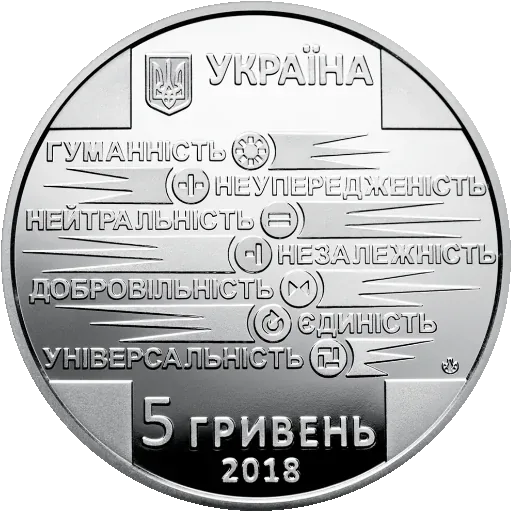 УКРАЇНА
ГУМАННІСТЬ
НЕУПЕРЕДЖЕНІСТЬ
НЕЙТРАЛЬНІСТЬ
НЕЗАЛЕЖНІСТЬ
ДОБРОВІЛЬНІСТЬ
ЄДИНІСТЬ
УНІВЕРСАЛЬНІСТЬ
5 ГРИВЕНЬ
2018